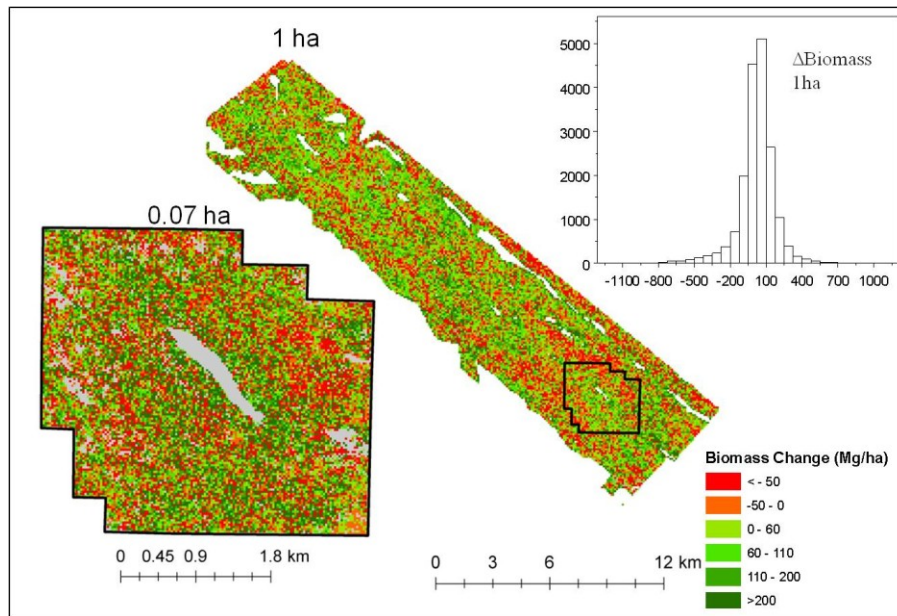 1 ha
5000
4000
3000
2000
1000
0
ΔBiomass
1ha
-1100 -800 -500 -200 100 400 700 1000
0.07 ha
0 0.45 0.9 1.8 km
0 3 6 12 km
Biomass Change (Mg/ha)
< - 50
-50 - 0
0 - 60
60 - 110
110 - 200
>200